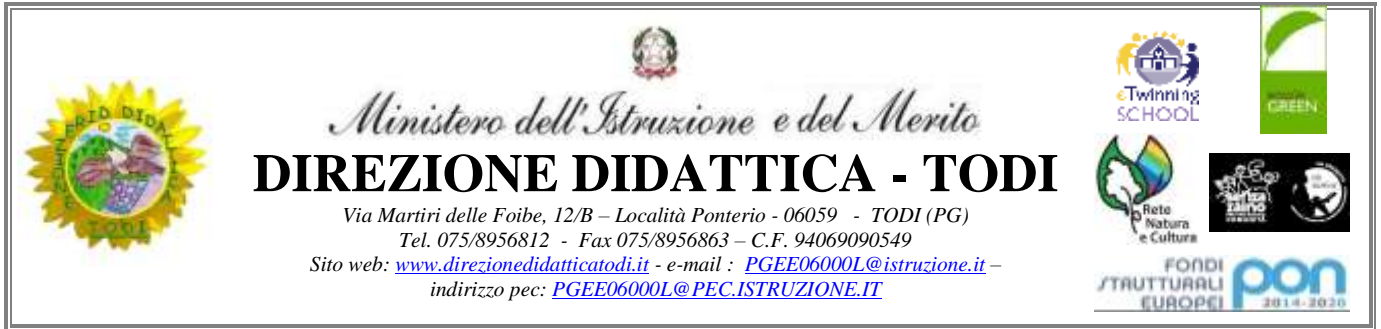 Ministero dell'Istruzione e del Merito
DIREZIONE DIDATTICA - TODI
Via Martiri delle Foibe, 12/B – Località Ponterio - 06059 - TODI (PG)
Tel. 075/8956812 - Fax 075/8956863 – C.F. 94069090549
Sito web: www.direzionedidatticatodi.it - e-mail : PGEE06000L@istruzione.it –
indirizzo pec: PGEE06000L@PEC.ISTRUZIONE.IT
TODI
eTwinning
SCHOOL
GREEN
Rete
Natura
e Cultura
senza
zaino
FONDI
STRUTTURALI
EUROPEI
pon
2014-2020